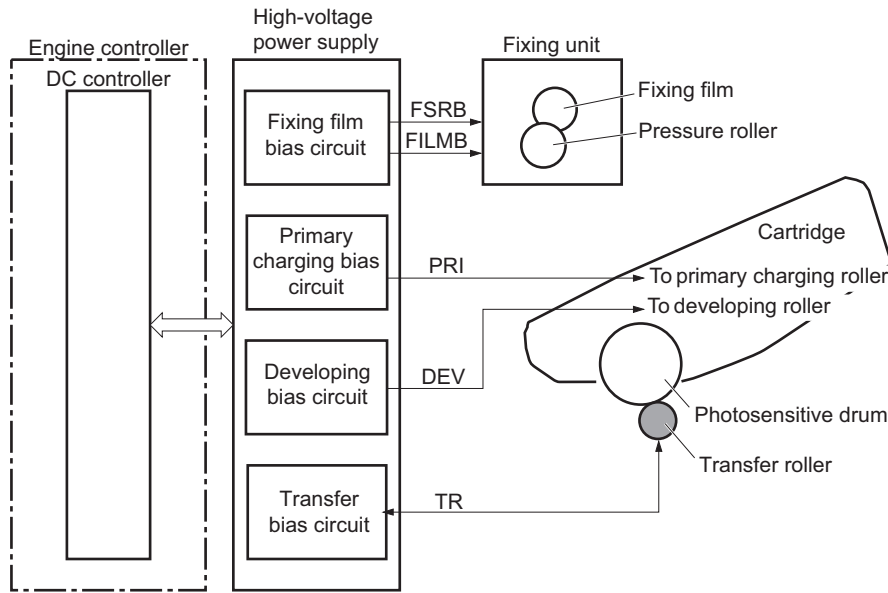 High-voltage
power supply
Engine controller
DC controller
Fixing unit
Fixing film
bias circuit
FSRB
FILMB
Fixing film
Pressure roller
Primary
charging bias
circuit
PRI
Cartridge
To primary charging roller
To developing roller
Developing
bias circuit
DEV
Photosensitive drum
Transfer roller
Transfer
bias circuit
TR